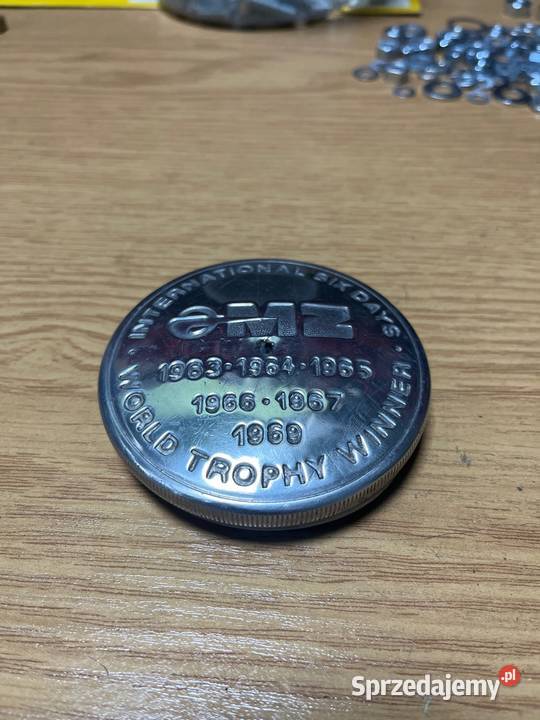 · INTERNATIONAL SIX DAYS ·
MZ
1963·1964·1965
1966·1967
1969
WORLD TROPHY WINNER
Sprzedajemy.pl